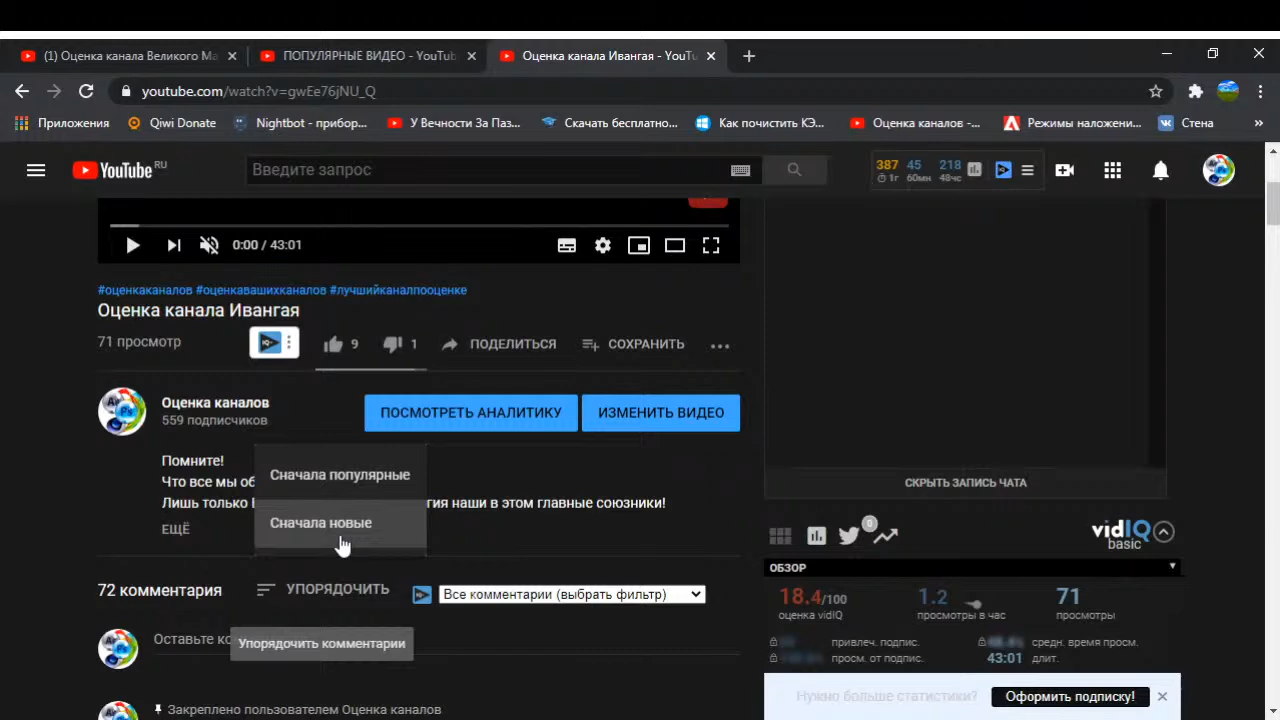 (1) Оценка канала Великого Ма
ПОПУЛЯРНЫЕ ВИДЕО - YouTub
Оценка канала Ивангая - YouTu
youtube.com/watch?v=gwEe76jNU_Q
Приложения
Qiwi Donate
Nightbot - прибор...
У Вечности За Паз...
Скачать бесплатно...
Как почистить КЭ...
Оценка каналов -...
Режимы наложени...
Стена
YouTube RU
Введите запрос
387 45 218
1г 60мн 48чс
0:00 / 43:01
#оценкаканалов #оценкавашихканалов #лучшийканалпооценке
Оценка канала Ивангая
71 просмотр
9
1
ПОДЕЛИТЬСЯ
СОХРАНИТЬ
Оценка каналов
559 подписчиков
ПОСМОТРЕТЬ АНАЛИТИКУ
ИЗМЕНИТЬ ВИДЕО
Помните!
Что все мы об
Лишь только гия наши в этом главные союзники!
ЕЩЁ
Сначала популярные
Сначала новые
72 комментария
УПОРЯДОЧИТЬ
Все комментарии (выбрать фильтр)
Оставьте ко
Упорядочить комментарии
Закреплено пользователем Оценка каналов
СКРЫТЬ ЗАПИСЬ ЧАТА
0
vidIQ
basic
ОБЗОР
18.4/100
оценка vidIQ
1.2
просмотры в час
71
просмотры
привлеч. подпис.
средн. время просм.
просм. от подпис.
43:01 длит.
Нужно больше статистики?
Оформить подписку!